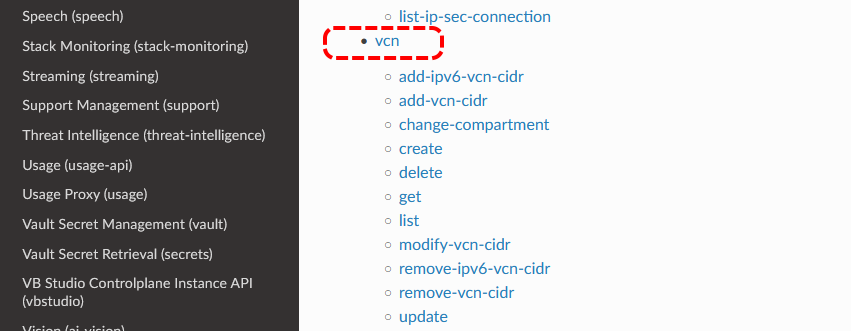 Speech (speech)
Stack Monitoring (stack-monitoring)
Streaming (streaming)
Support Management (support)
Threat Intelligence (threat-intelligence)
Usage (usage-api)
Usage Proxy (usage)
Vault Secret Management (vault)
Vault Secret Retrieval (secrets)
VB Studio Controlplane Instance API
(vbstudio)
Vision (ai-vision)
list-ip-sec-connection
vcn
add-ipv6-vcn-cidr
add-vcn-cidr
change-compartment
create
delete
get
list
modify-vcn-cidr
remove-ipv6-vcn-cidr
remove-vcn-cidr
update